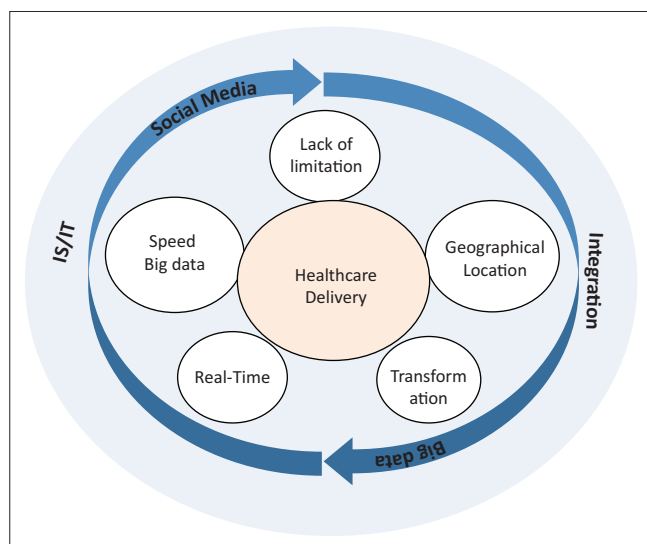 Social Media
Lack of
limitation
IS/IT
Speed
Big data
Geographical
Location
Integration
Healthcare
Delivery
Real-Time
Transform
ation
Big data